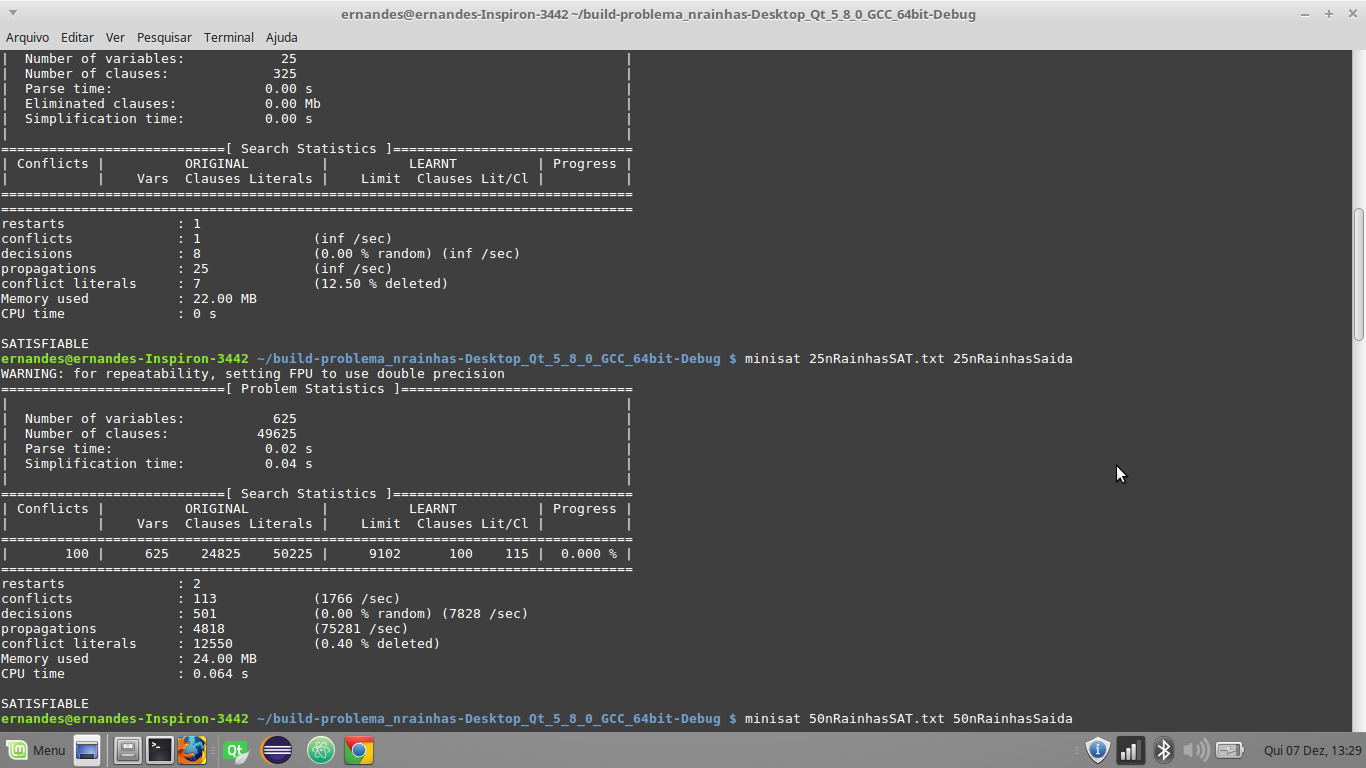 ernandes@ernandes-Inspiron-3442 ~/build-problema_nrainhas-Desktop_Qt_5_8_0_GCC_64bit-Debug
Arquivo Editar Ver Pesquisar Terminal Ajuda
| Number of variables: 25 |
| Number of clauses: 325 |
| Parse time: 0.00 s |
| Eliminated clauses: 0.00 Mb |
| Simplification time: 0.00 s |
| |
============================[ Search Statistics ]==============================
| Conflicts | ORIGINAL | LEARNT | Progress |
| | Vars Clauses Literals | Limit Clauses Lit/Cl | |
===============================================================================
===============================================================================
restarts : 1
conflicts : 1 (inf /sec)
decisions : 8 (0.00 % random) (inf /sec)
propagations : 25 (inf /sec)
conflict literals : 7 (12.50 % deleted)
Memory used : 22.00 MB
CPU time : 0 s
SATISFIABLE
ernandes@ernandes-Inspiron-3442 ~/build-problema_nrainhas-Desktop_Qt_5_8_0_GCC_64bit-Debug $ minisat 25nRainhasSAT.txt 25nRainhasSaida
WARNING: for repeatability, setting FPU to use double precision
============================[ Problem Statistics ]=============================
| |
| Number of variables: 625 |
| Number of clauses: 49625 |
| Parse time: 0.02 s |
| Simplification time: 0.04 s |
| |
============================[ Search Statistics ]==============================
| Conflicts | ORIGINAL | LEARNT | Progress |
| | Vars Clauses Literals | Limit Clauses Lit/Cl | |
===============================================================================
| 100 | 625 24825 50225 | 9102 100 115 | 0.000 % |
===============================================================================
restarts : 2
conflicts : 113 (1766 /sec)
decisions : 501 (0.00 % random) (7828 /sec)
propagations : 4818 (75281 /sec)
conflict literals : 12550 (0.40 % deleted)
Memory used : 24.00 MB
CPU time : 0.064 s
SATISFIABLE
ernandes@ernandes-Inspiron-3442 ~/build-problema_nrainhas-Desktop_Qt_5_8_0_GCC_64bit-Debug $ minisat 50nRainhasSAT.txt 50nRainhasSaida
Menu Qt Qui 07 Dez, 13:29